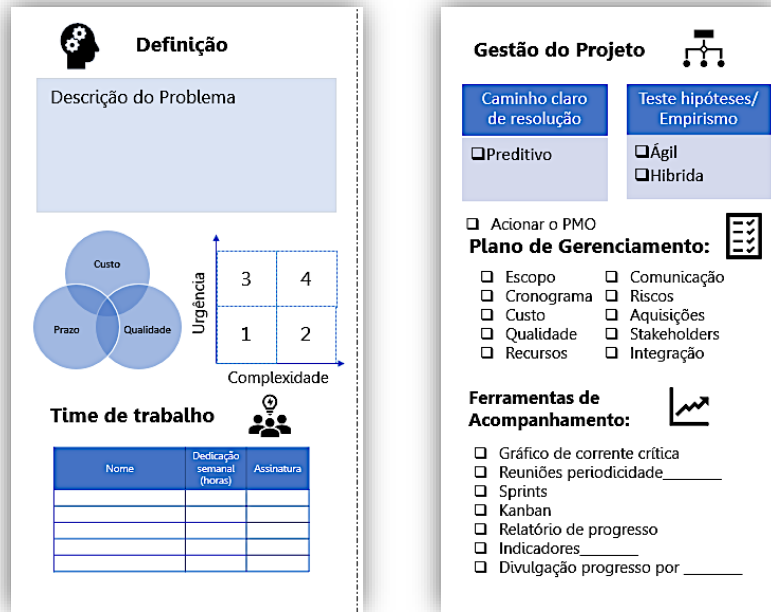 Definição
Descrição do Problema
Custo
Prazo
Qualidade
Urgência
3
4
1
2
Complexidade
Time de trabalho
Nome
Dedicação
semanal
(horas)
Assinatura
Gestão do Projeto
Caminho claro
de resolução
Teste hipóteses/
Empirismo
❑Preditivo
❑Ágil
❑Hibrida
❑ Acionar o PMO
Plano de Gerenciamento:
❑ Escopo
❑ Cronograma
❑ Custo
❑ Qualidade
❑ Recursos
❑ Comunicação
❑ Riscos
❑ Aquisições
❑ Stakeholders
❑ Integração
Ferramentas de
Acompanhamento:
❑ Gráfico de corrente crítica
❑ Reuniões periodicidade_______
❑ Sprints
❑ Kanban
❑ Relatório de progresso
❑ Indicadores_______
❑ Divulgação progresso por _______